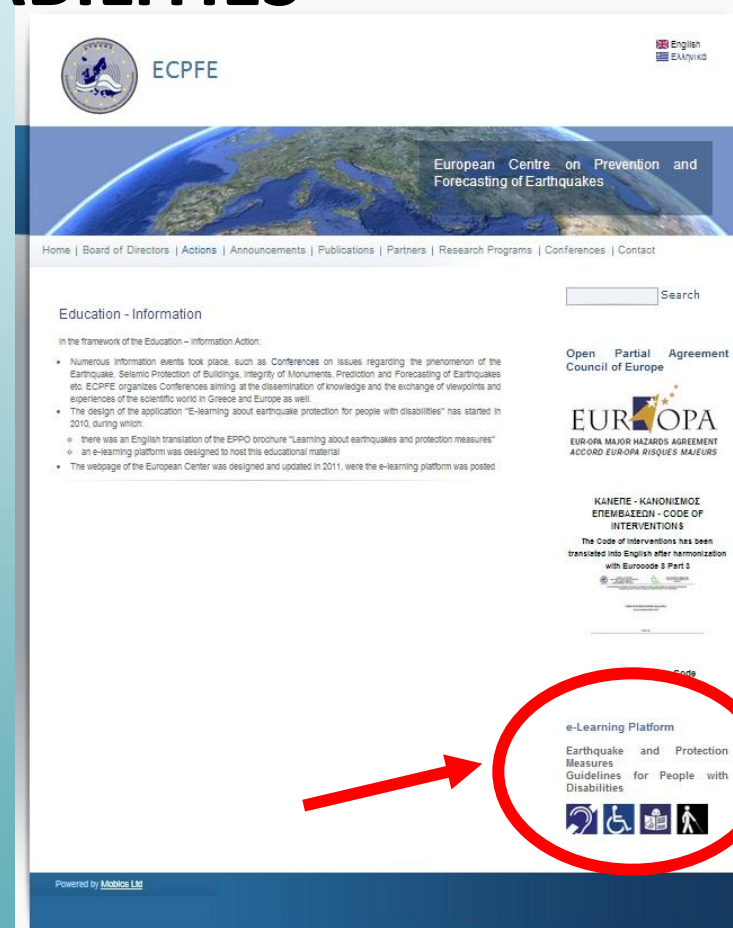 ECPFE
English
Ελληνικά
European Centre on Prevention and
Forecasting of Earthquakes
Home | Board of Directors | Actions | Announcements | Publications | Partners | Research Programs | Conferences | Contact
Search
Education - Information
In the framework of the Education – Information Action:
Numerous information events took place, such as Conferences on issues regarding the phenomenon of the
Earthquake, Seismic Protection of Buildings, Integrity of Monuments, Prediction and Forecasting of Earthquakes
etc. ECPFE organizes Conferences aiming at the dissemination of knowledge and the exchange of viewpoints and
experiences of the scientific world in Greece and Europe as well.
The design of the application "E-learning about earthquake protection for people with disabilities" has started in
2010, during which:
there was an English translation of the EPPO brochure "Learning about earthquakes and protection measures"
an e-learning platform was designed to host this educational material
The webpage of the European Center was designed and updated in 2011, were the e-learning platform was posted
Open Partial Agreement
Council of Europe
EUR OPA
EUR-OPA MAJOR HAZARDS AGREEMENT
ACCORD EUR-OPA RISQUES MAJEURS
ΚΑΝΕΠΕ - ΚΑΝΟΝΙΣΜΟΣ
ΕΠΕΜΒΑΣΕΩΝ - CODE OF
INTERVENTIONS
The Code of Interventions has been
translated into English after harmonization
with Eurocode 8 Part 3
Code
e-Learning Platform
Earthquake and Protection
Measures
Guidelines for People with
Disabilities
Powered by Mobics Ltd